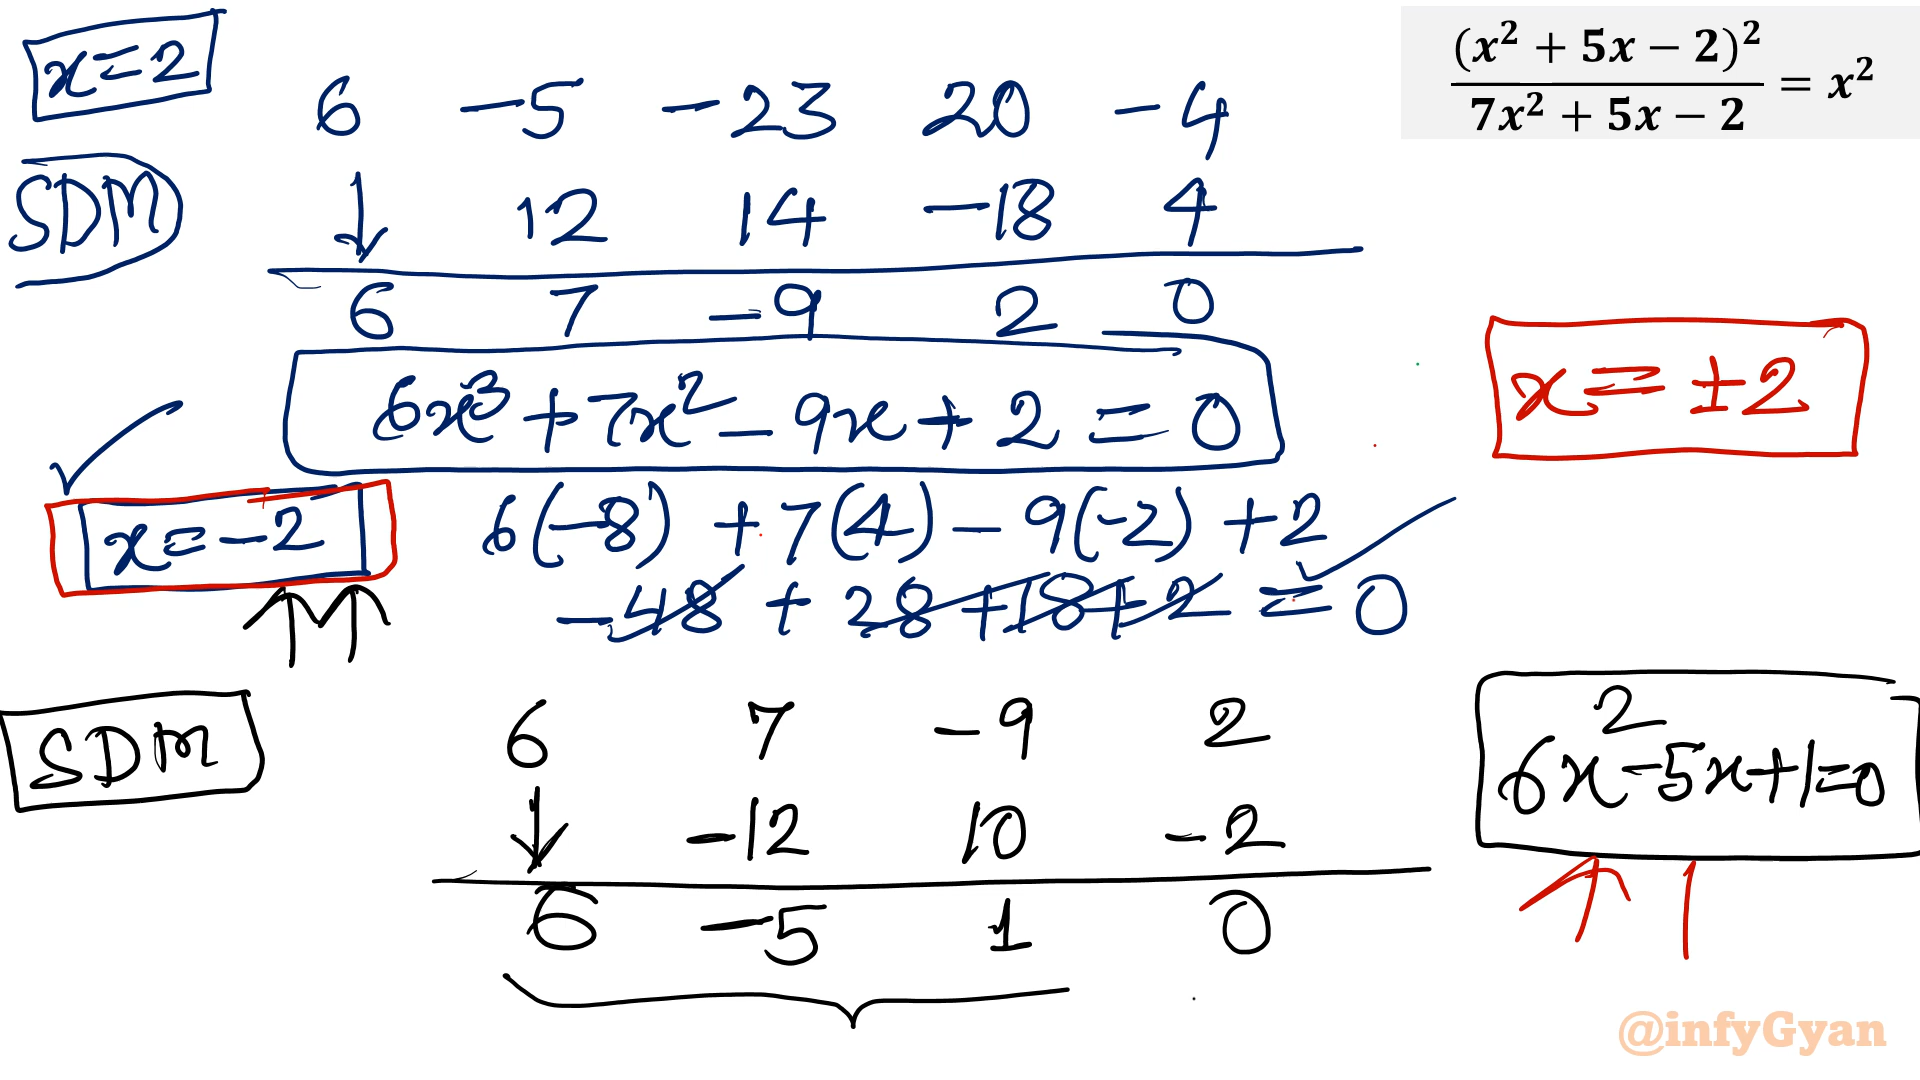 x=2
(x² + 5x − 2)²
7x² + 5x − 2
= x²
6 -5 -23 20 -4
SDM
↓ 12 14 -18 4
6 7 -9 2 0
6x³ + 7x² - 9x + 2 = 0
x = ±2
x = -2
6(-8) + 7(4) - 9(-2) + 2
-48 + 28 + 18 + 2 = 0
SDM
6 7 -9 2
↓ -12 10 -2
6 -5 1 0
6x²-5x+1=0
@infyGyan